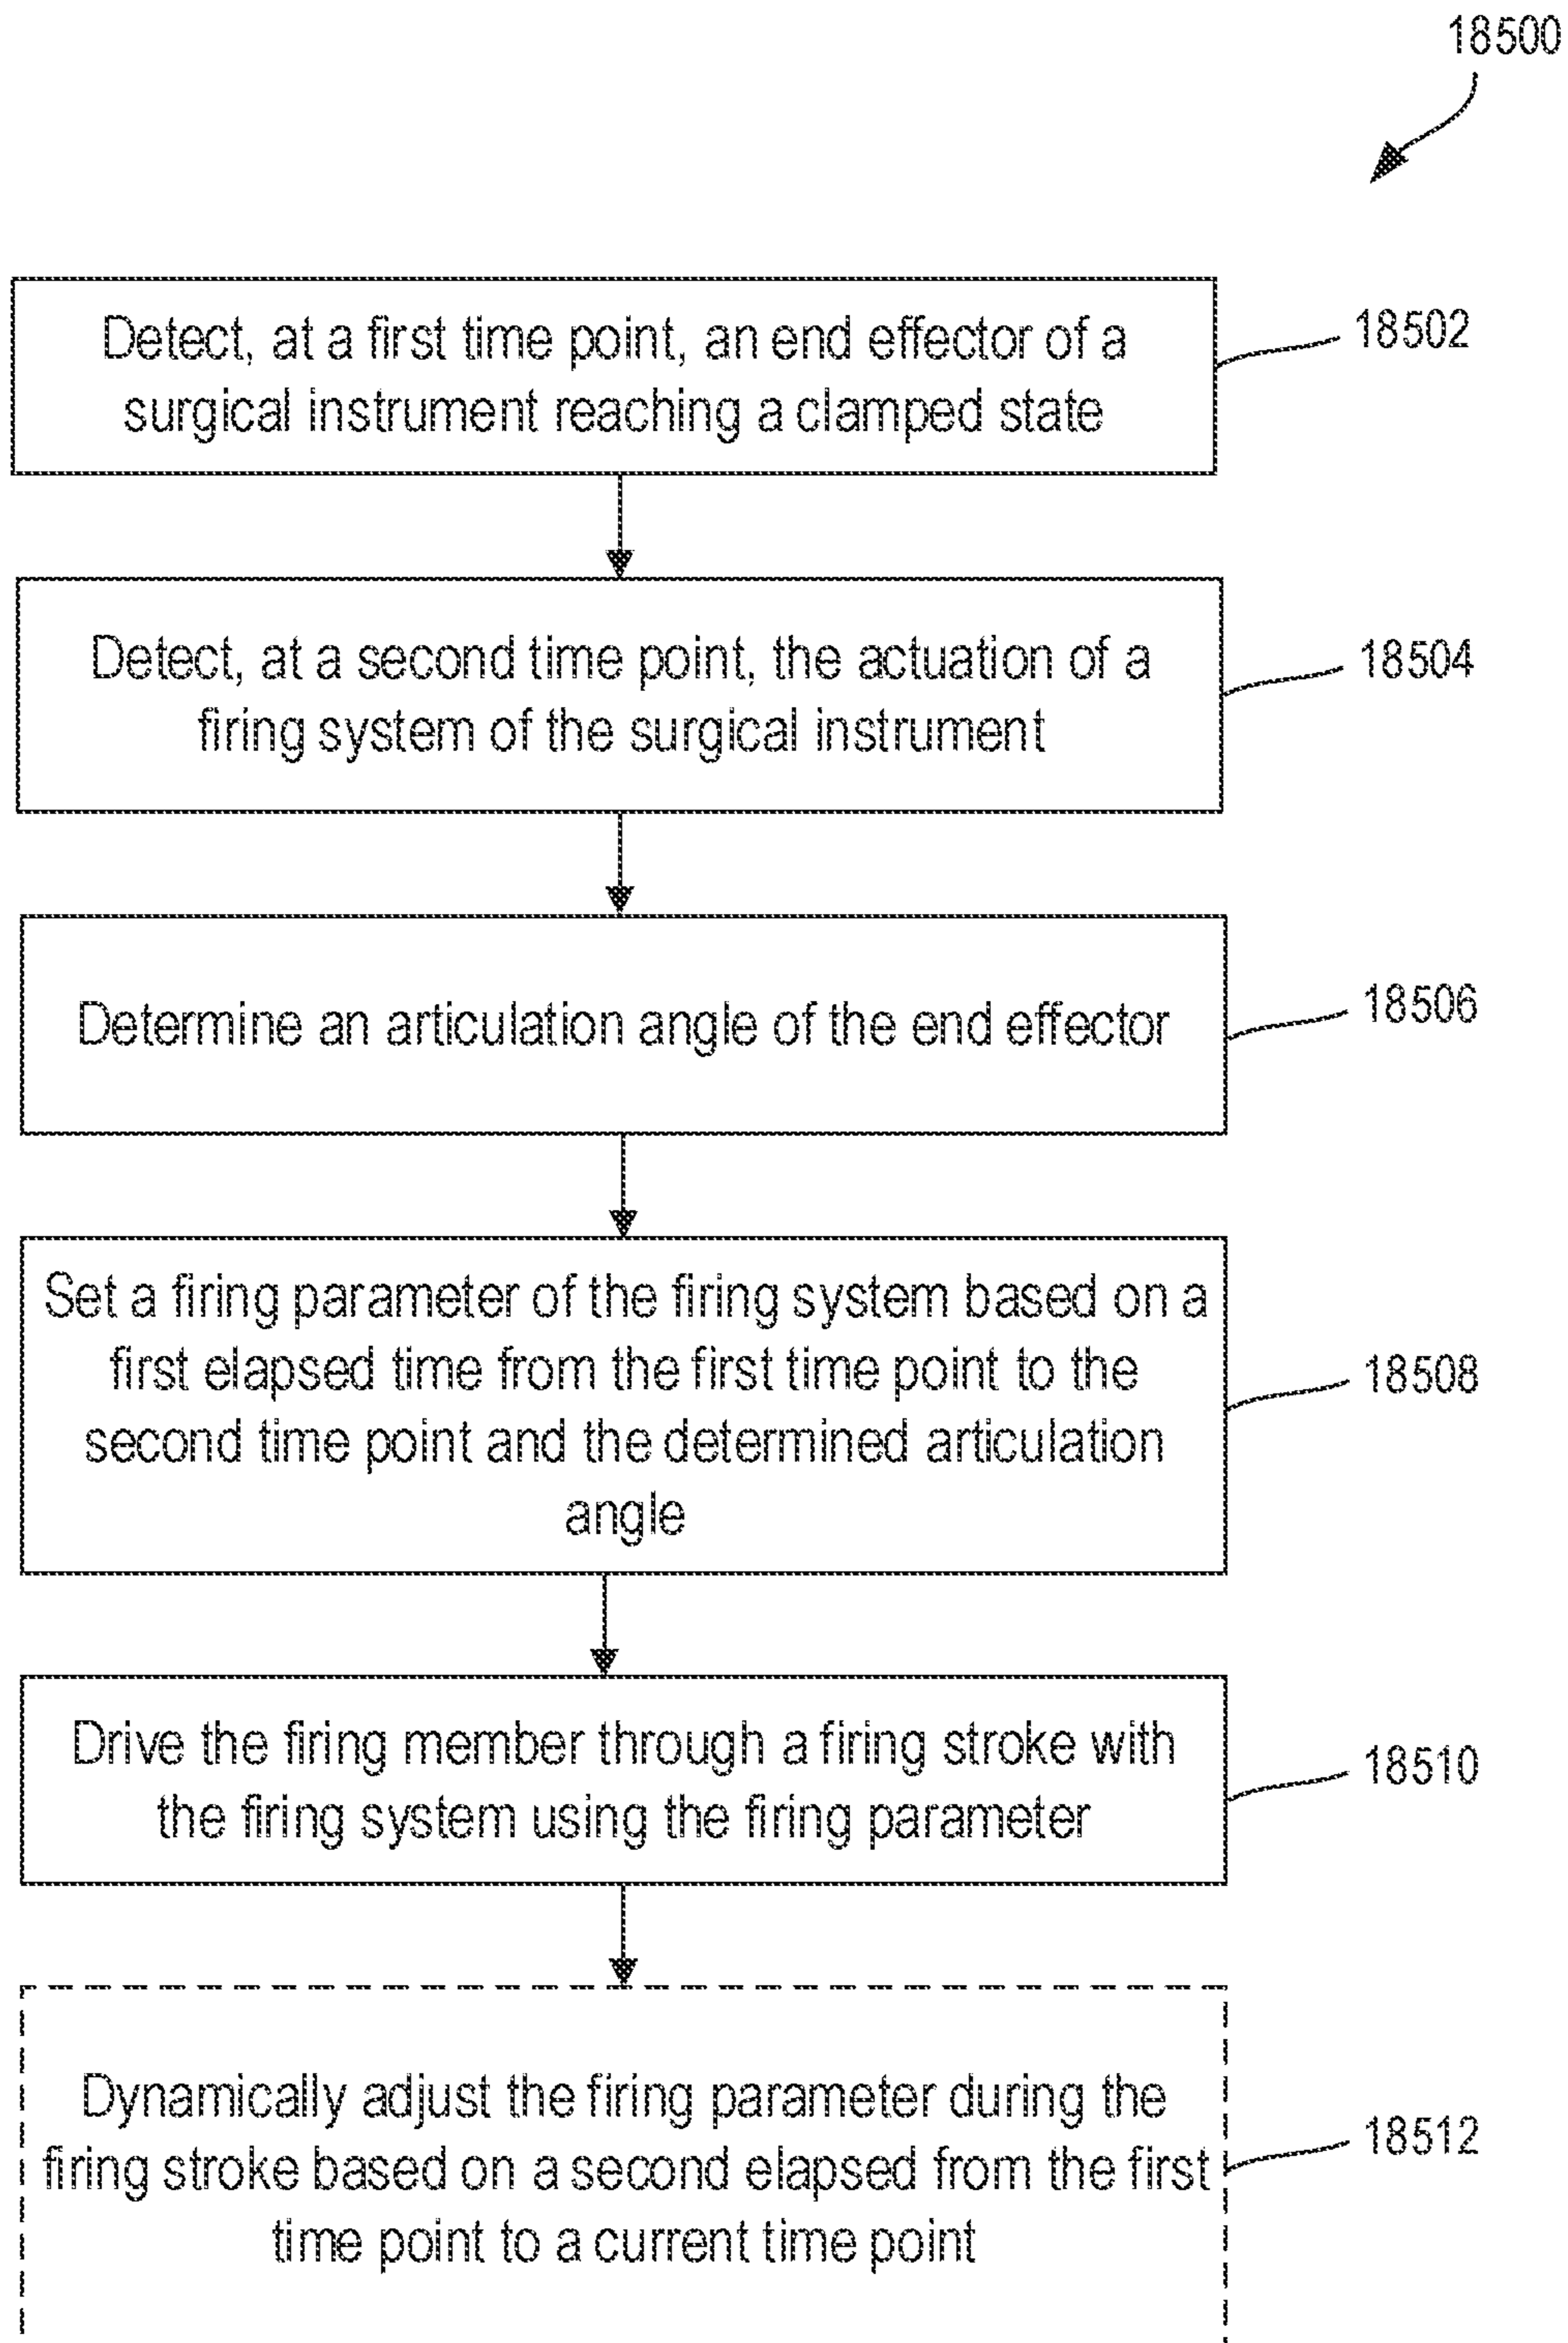 18500
Detect, at a first time point, an end effector of a
surgical instrument reaching a clamped state
18502
Detect, at a second time point, the actuation of a
firing system of the surgical instrument
18504
Determine an articulation angle of the end effector
18506
Set a firing parameter of the firing system based on a
first elapsed time from the first time point to the
second time point and the determined articulation
angle
18508
Drive the firing member through a firing stroke with
the firing system using the firing parameter
18510
Dynamically adjust the firing parameter during the
firing stroke based on a second elapsed from the first
time point to a current time point
18512